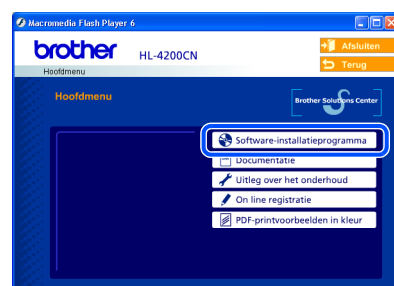 Macromedia Flash Player 6
brother
HL-4200CN
Afsluiten
Terug
Hoofdmenu
Hoofdmenu
Brother Solutions Center
Software-installatieprogramma
Documentatie
Uitleg over het onderhoud
On line registratie
PDF-printvoorbeelden in kleur